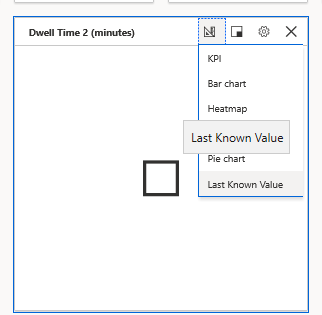 Dwell Time 2 (minutes)
KPI
Bar chart
Heatmap
Last Known Value
Pie chart
Last Known Value